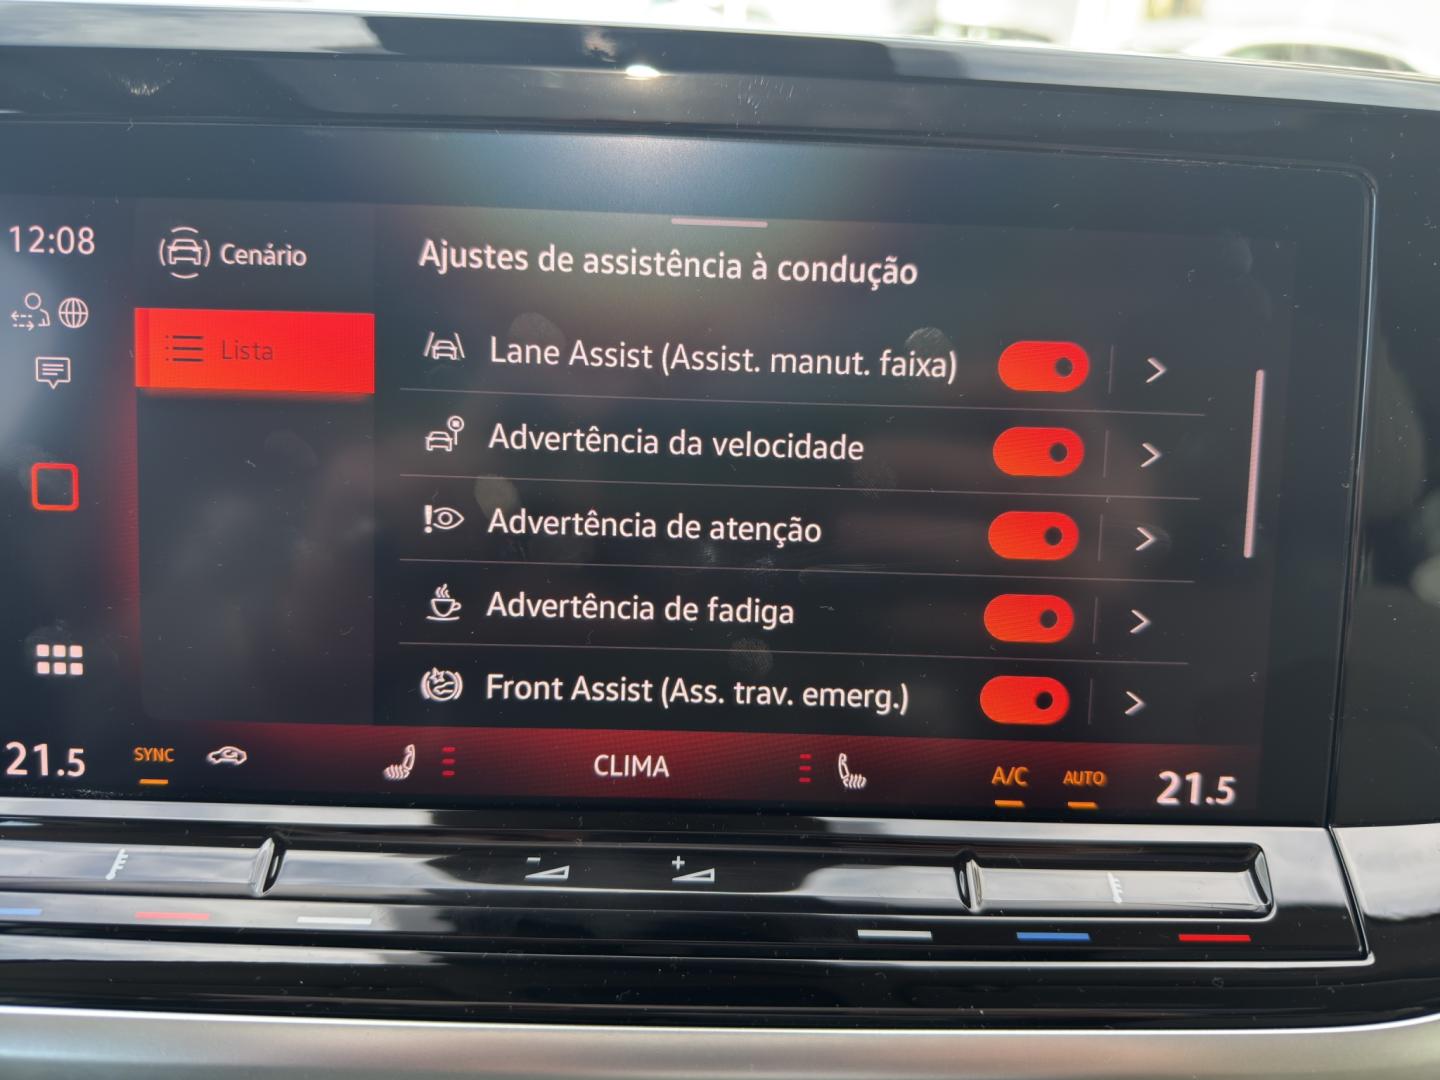 12:08
Cenário
Lista
Ajustes de assistência à condução
Lane Assist (Assist. manut. faixa)
Advertência da velocidade
Advertência de atenção
Advertência de fadiga
Front Assist (Ass. trav. emerg.)
21.5 SYNC CLIMA A/C AUTO 21.5
- +